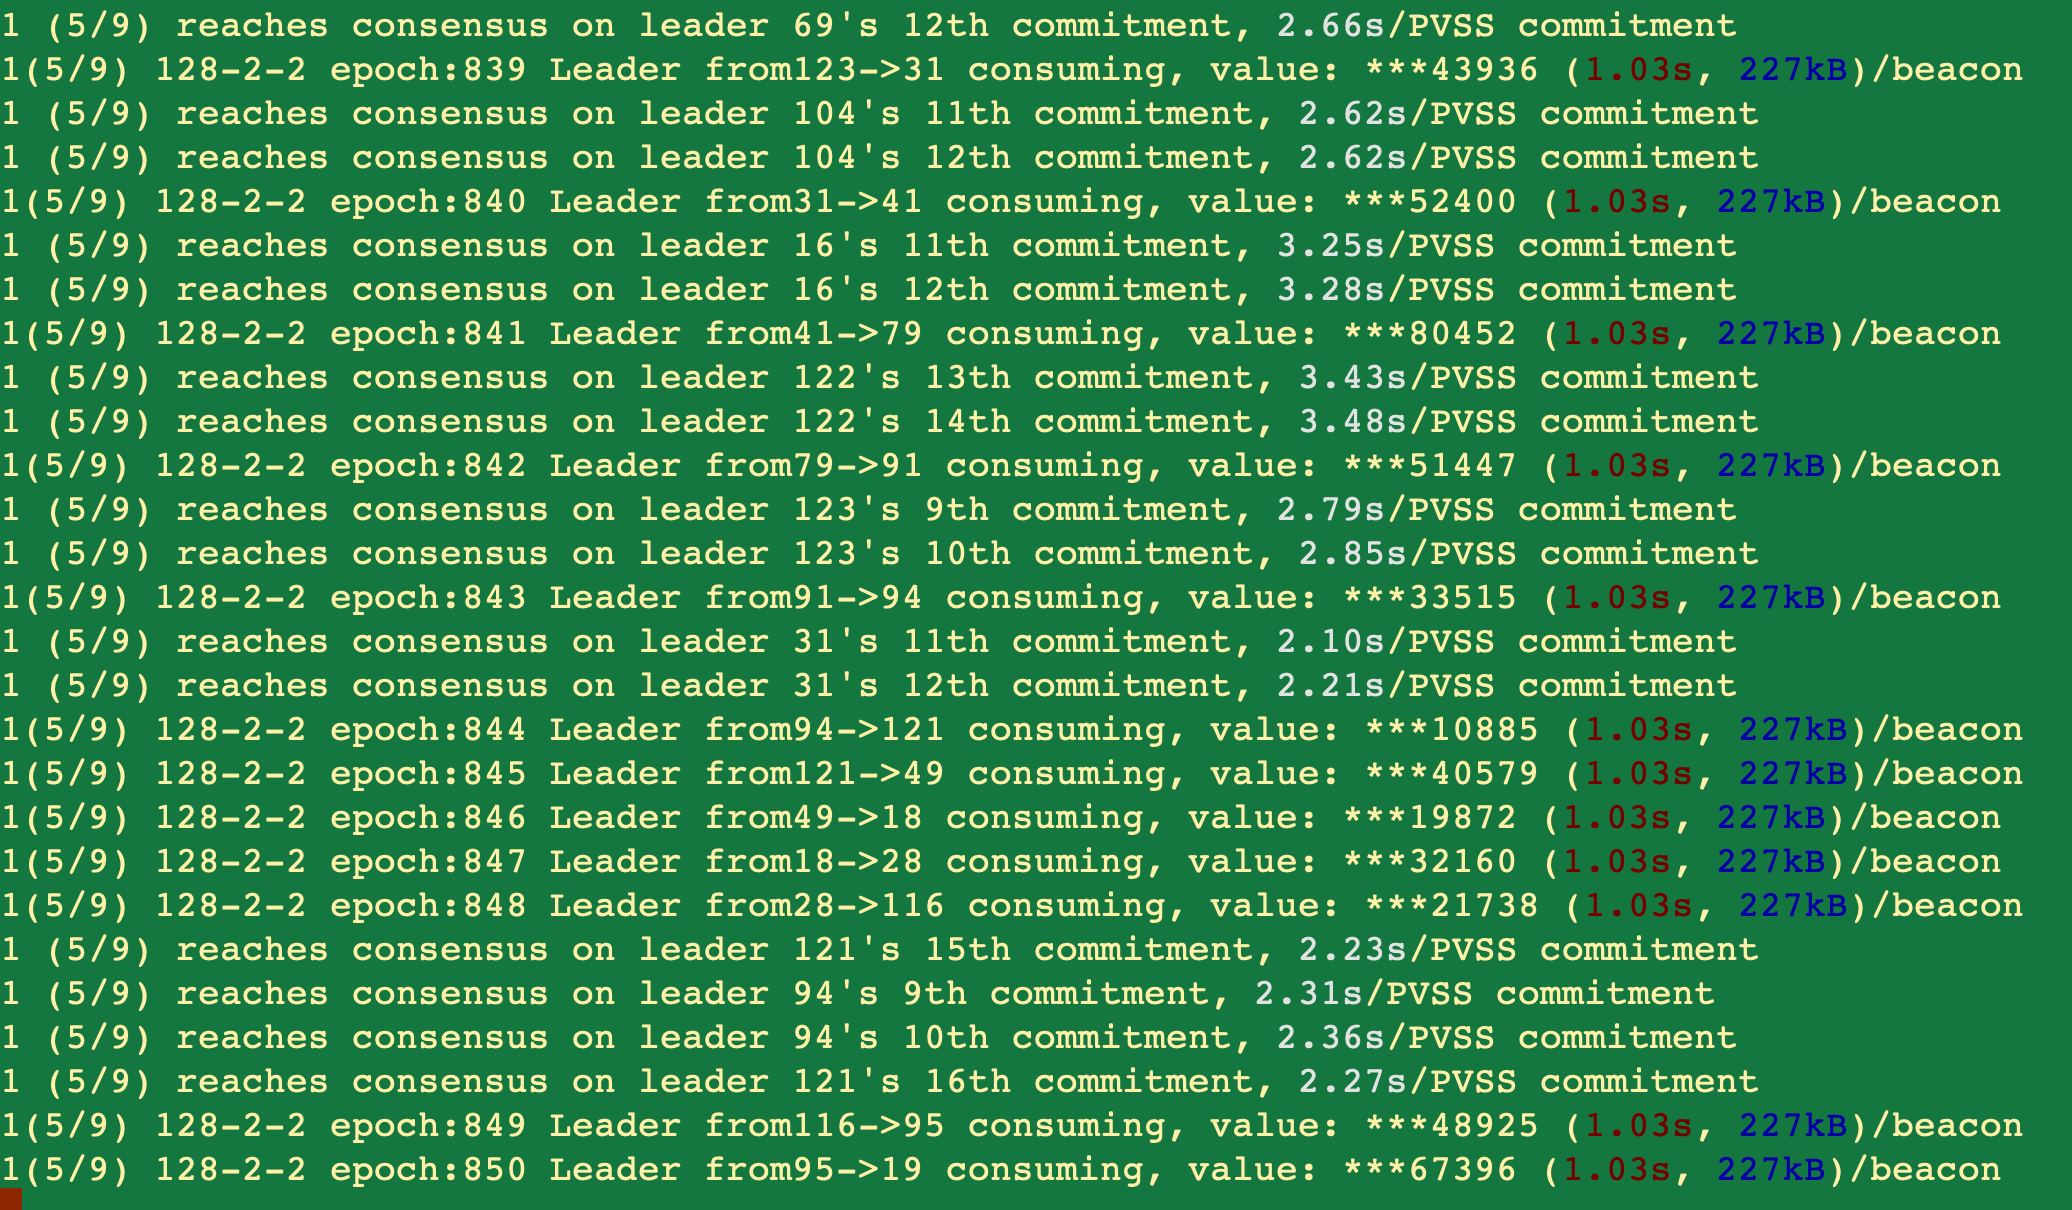 1 (5/9) reaches consensus on leader 69's 12th commitment, 2.66s/PVSS commitment
1(5/9) 128-2-2 epoch:839 Leader from123->31 consuming, value: ***43936 (1.03s, 227kB)/beacon
1 (5/9) reaches consensus on leader 104's 11th commitment, 2.62s/PVSS commitment
1 (5/9) reaches consensus on leader 104's 12th commitment, 2.62s/PVSS commitment
1(5/9) 128-2-2 epoch:840 Leader from31->41 consuming, value: ***52400 (1.03s, 227kB)/beacon
1 (5/9) reaches consensus on leader 16's 11th commitment, 3.25s/PVSS commitment
1 (5/9) reaches consensus on leader 16's 12th commitment, 3.28s/PVSS commitment
1(5/9) 128-2-2 epoch:841 Leader from41->79 consuming, value: ***80452 (1.03s, 227kB)/beacon
1 (5/9) reaches consensus on leader 122's 13th commitment, 3.43s/PVSS commitment
1 (5/9) reaches consensus on leader 122's 14th commitment, 3.48s/PVSS commitment
1(5/9) 128-2-2 epoch:842 Leader from79->91 consuming, value: ***51447 (1.03s, 227kB)/beacon
1 (5/9) reaches consensus on leader 123's 9th commitment, 2.79s/PVSS commitment
1 (5/9) reaches consensus on leader 123's 10th commitment, 2.85s/PVSS commitment
1(5/9) 128-2-2 epoch:843 Leader from91->94 consuming, value: ***33515 (1.03s, 227kB)/beacon
1 (5/9) reaches consensus on leader 31's 11th commitment, 2.10s/PVSS commitment
1 (5/9) reaches consensus on leader 31's 12th commitment, 2.21s/PVSS commitment
1(5/9) 128-2-2 epoch:844 Leader from94->121 consuming, value: ***10885 (1.03s, 227kB)/beacon
1(5/9) 128-2-2 epoch:845 Leader from121->49 consuming, value: ***40579 (1.03s, 227kB)/beacon
1(5/9) 128-2-2 epoch:846 Leader from49->18 consuming, value: ***19872 (1.03s, 227kB)/beacon
1(5/9) 128-2-2 epoch:847 Leader from18->28 consuming, value: ***32160 (1.03s, 227kB)/beacon
1(5/9) 128-2-2 epoch:848 Leader from28->116 consuming, value: ***21738 (1.03s, 227kB)/beacon
1 (5/9) reaches consensus on leader 121's 15th commitment, 2.23s/PVSS commitment
1 (5/9) reaches consensus on leader 94's 9th commitment, 2.31s/PVSS commitment
1 (5/9) reaches consensus on leader 94's 10th commitment, 2.36s/PVSS commitment
1 (5/9) reaches consensus on leader 121's 16th commitment, 2.27s/PVSS commitment
1(5/9) 128-2-2 epoch:849 Leader from116->95 consuming, value: ***48925 (1.03s, 227kB)/beacon
1(5/9) 128-2-2 epoch:850 Leader from95->19 consuming, value: ***67396 (1.03s, 227kB)/beacon